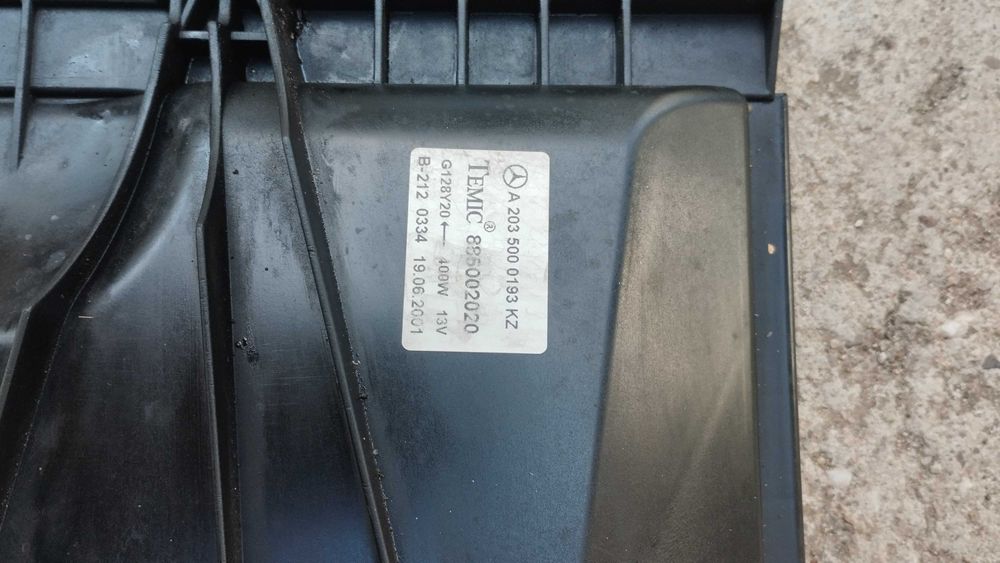 A 203 500 0193 KZ
TEMIC® 885002020
G128Y20 ← 400W 13V
B-212 0334 19.06.2001